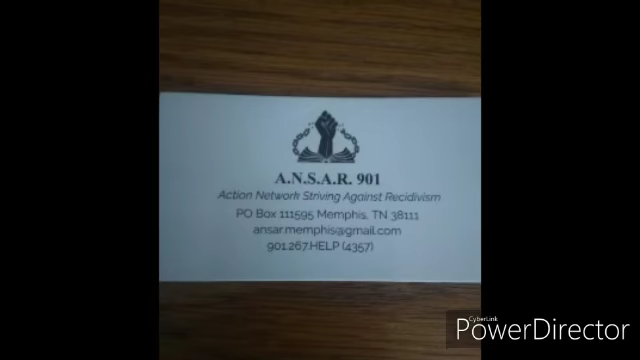 A.N.S.A.R. 901
Action Network Striving Against Recidivism
PO Box 111595 Memphis, TN 38111
ansar.memphis@gmail.com
901.267.HELP (4357)
CyberLink
PowerDirector